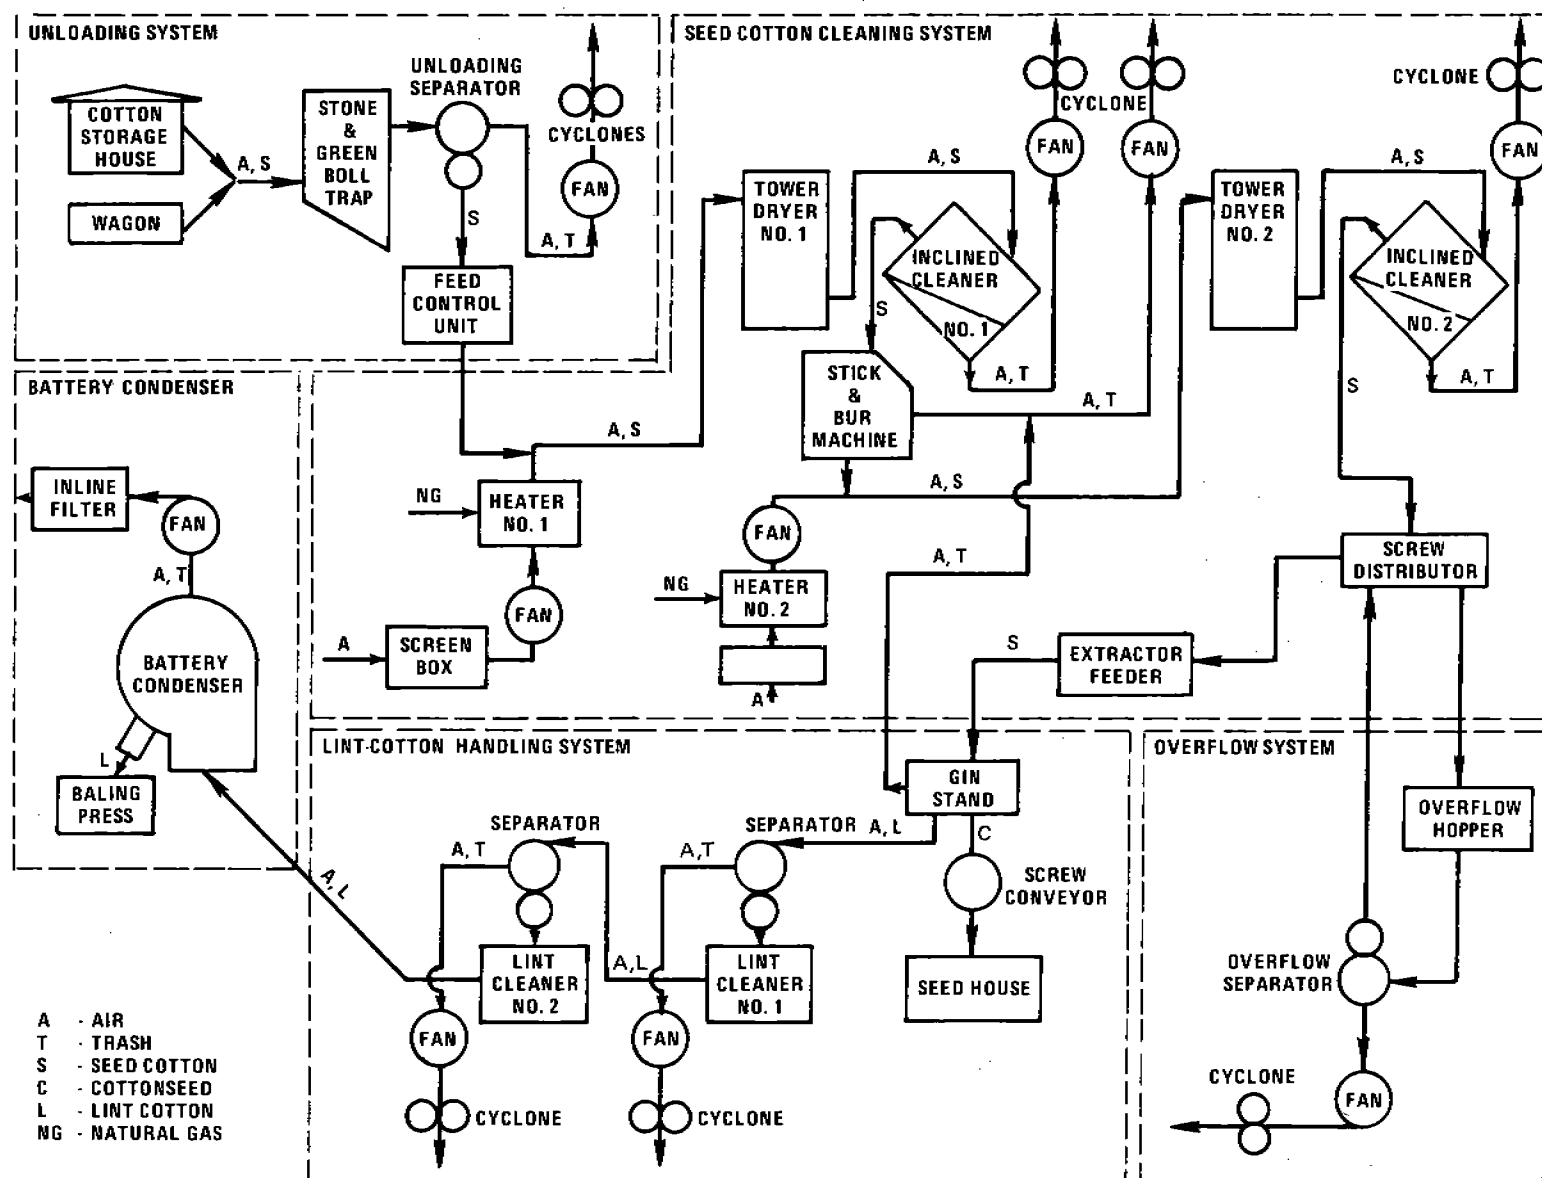 UNLOADING SYSTEM
COTTON
STORAGE
HOUSE
WAGON
A, S
STONE
&
GREEN
BOLL
TRAP
UNLOADING
SEPARATOR
S
FEED
CONTROL
UNIT
CYCLONES
FAN
A, T
SEED COTTON CLEANING SYSTEM
TOWER
DRYER
NO. 1
A, S
INCLINED
CLEANER
NO. 1
S
A, T
FAN
CYCLONE
FAN
STICK
&
BUR
MACHINE
A, T
A, S
TOWER
DRYER
NO. 2
A, S
INCLINED
CLEANER
NO. 2
S
A, T
FAN
CYCLONE
A, S
NG
HEATER
NO. 1
FAN
A
SCREEN
BOX
FAN
NG
HEATER
NO. 2
A
A, T
SCREW
DISTRIBUTOR
EXTRACTOR
FEEDER
S
BATTERY CONDENSER
INLINE
FILTER
FAN
A, T
BATTERY
CONDENSER
L
BALING
PRESS
A, L
LINT-COTTON HANDLING SYSTEM
GIN
STAND
A, L
C
SCREW
CONVEYOR
SEED HOUSE
SEPARATOR
A,T
LINT
CLEANER
NO. 1
FAN
CYCLONE
A,L
SEPARATOR
A, T
LINT
CLEANER
NO. 2
FAN
CYCLONE
OVERFLOW SYSTEM
OVERFLOW
HOPPER
OVERFLOW
SEPARATOR
FAN
CYCLONE
A - AIR
T - TRASH
S - SEED COTTON
C - COTTONSEED
L - LINT COTTON
NG - NATURAL GAS